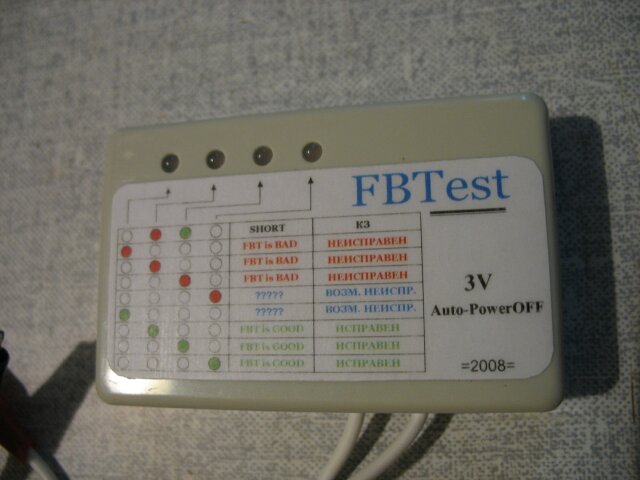 FBTest
SHORT КЗ
FBT is BAD НЕИСПРАВЕН
FBT is BAD НЕИСПРАВЕН
FBT is BAD НЕИСПРАВЕН
????? ВОЗМ. НЕИСПР.
????? ВОЗМ. НЕИСПР.
FBT is GOOD ИСПРАВЕН
FBT is GOOD ИСПРАВЕН
FBT is GOOD ИСПРАВЕН
3V
Auto-PowerOFF
=2008=